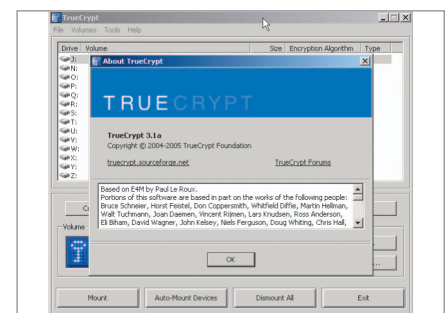 TrueCrypt
File Volumes Tools Help
Drive Volume Size Encryption Algorithm Type
J:
N:
O:
P:
Q:
R:
S:
T:
U:
V:
W:
X:
Y:
Z:
About TrueCrypt
TRUECRYPT
TrueCrypt 3.1a
Copyright © 2004-2005 TrueCrypt Foundation
truecrypt.sourceforge.net TrueCrypt Forums
Based on E4M by Paul Le Roux.
Portions of this software are based in part on the works of the following people:
Bruce Schneier, Horst Feistel, Don Coppersmith, Whitfield Diffie, Martin Hellman,
Walt Tuchmann, Joan Daemen, Vincent Rijmen, Lars Knudsen, Ross Anderson,
Eli Biham, David Wagner, John Kelsey, Niels Ferguson, Doug Whiting, Chris Hall,
OK
Volume
Mount Auto-Mount Devices Dismount All Exit